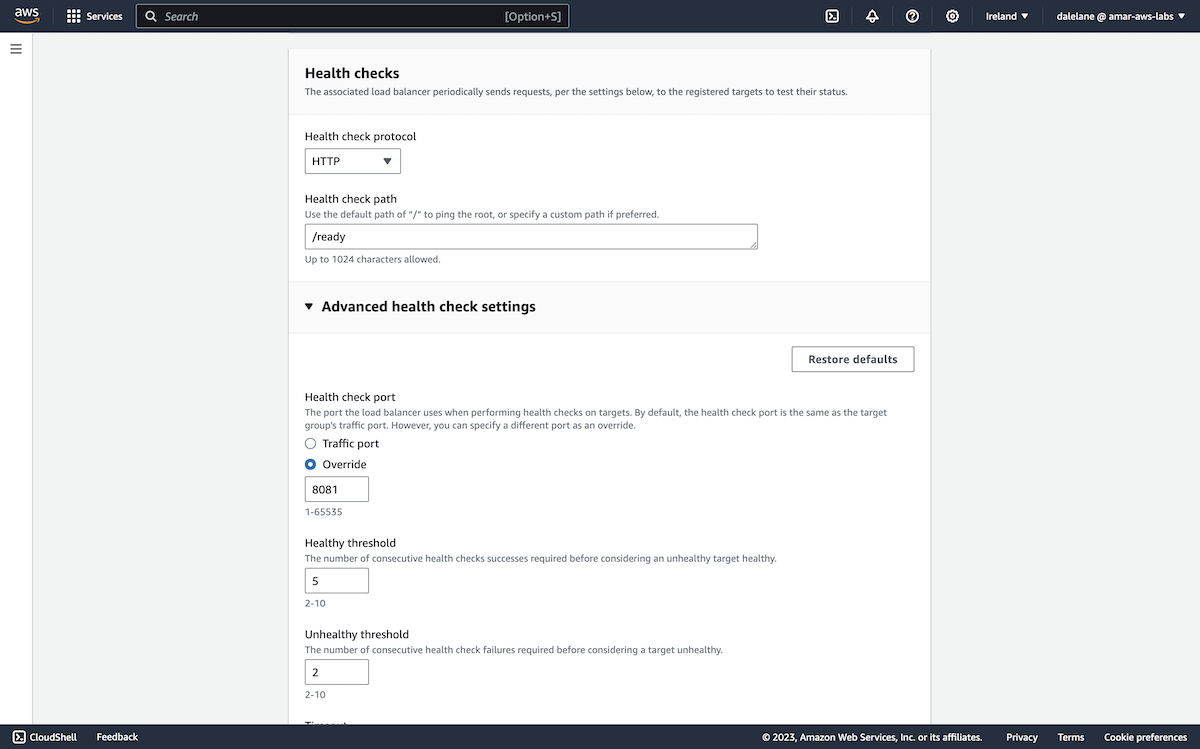 aws
Services
Search [Option+S]
Ireland ▼
dalelane @ amar-aws-labs ▼
Health checks
The associated load balancer periodically sends requests, per the settings below, to the registered targets to test their status.
Health check protocol
HTTP
Health check path
Use the default path of "/" to ping the root, or specify a custom path if preferred.
/ready
Up to 1024 characters allowed.
Advanced health check settings
Restore defaults
Health check port
The port the load balancer uses when performing health checks on targets. By default, the health check port is the same as the target
group's traffic port. However, you can specify a different port as an override.
Traffic port
Override
8081
1-65535
Healthy threshold
The number of consecutive health checks successes required before considering an unhealthy target healthy.
5
2-10
Unhealthy threshold
The number of consecutive health check failures required before considering a target unhealthy.
2
2-10
Timeout
CloudShell
Feedback
© 2023, Amazon Web Services, Inc. or its affiliates.
Privacy
Terms
Cookie preferences